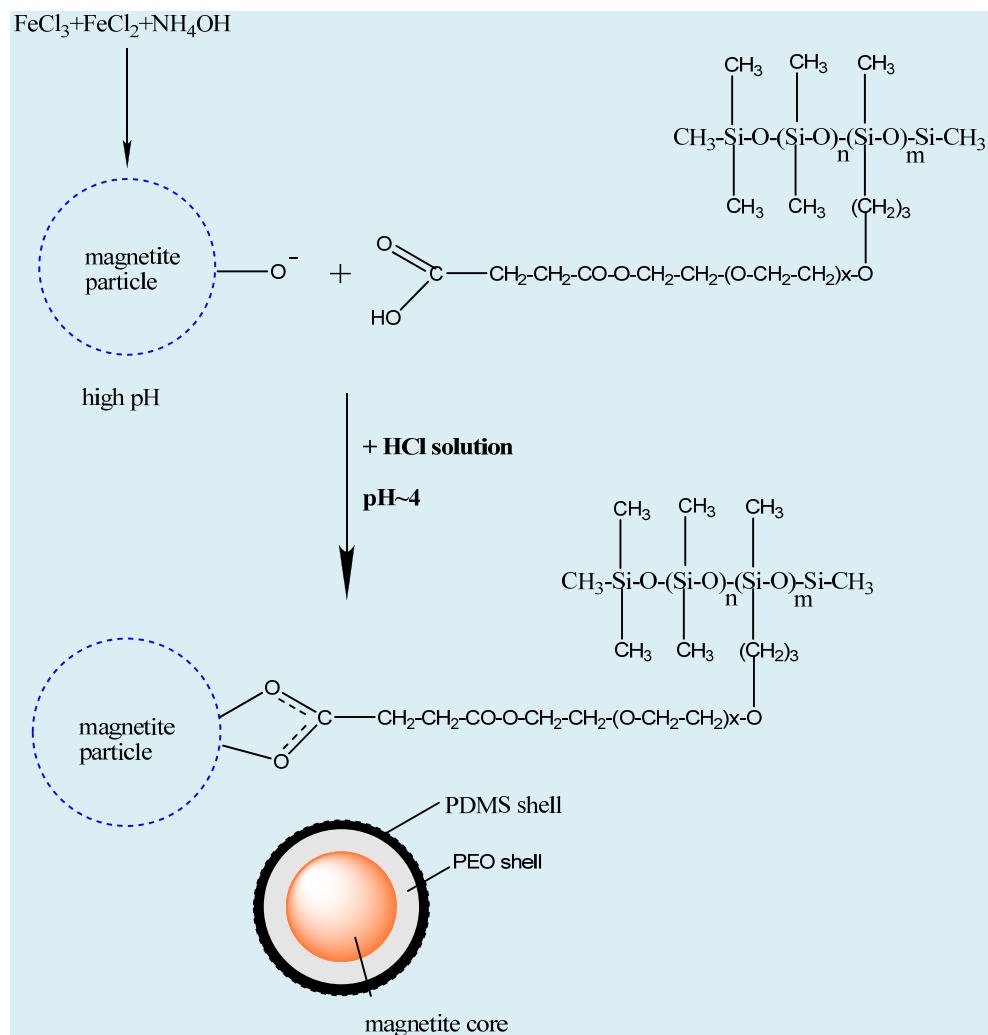 FeCl3+FeCl2+NH4OH
CH3 CH3 CH3
CH3-Si-O-(Si-O)n(Si-O)m-Si-CH3
CH3 CH3 (CH2)3
magnetite
particle
O−
+
O
C-CH2-CH2-CO-O-CH2-CH2-(O-CH2-CH2)x-O
HO
high pH
+ HCl solution
pH~4
CH3 CH3 CH3
CH3-Si-O-(Si-O)n(Si-O)m-Si-CH3
CH3 CH3 (CH2)3
magnetite
particle
O
C-CH2-CH2-CO-O-CH2-CH2-(O-CH2-CH2)x-O
O
PDMS shell
PEO shell
magnetite core